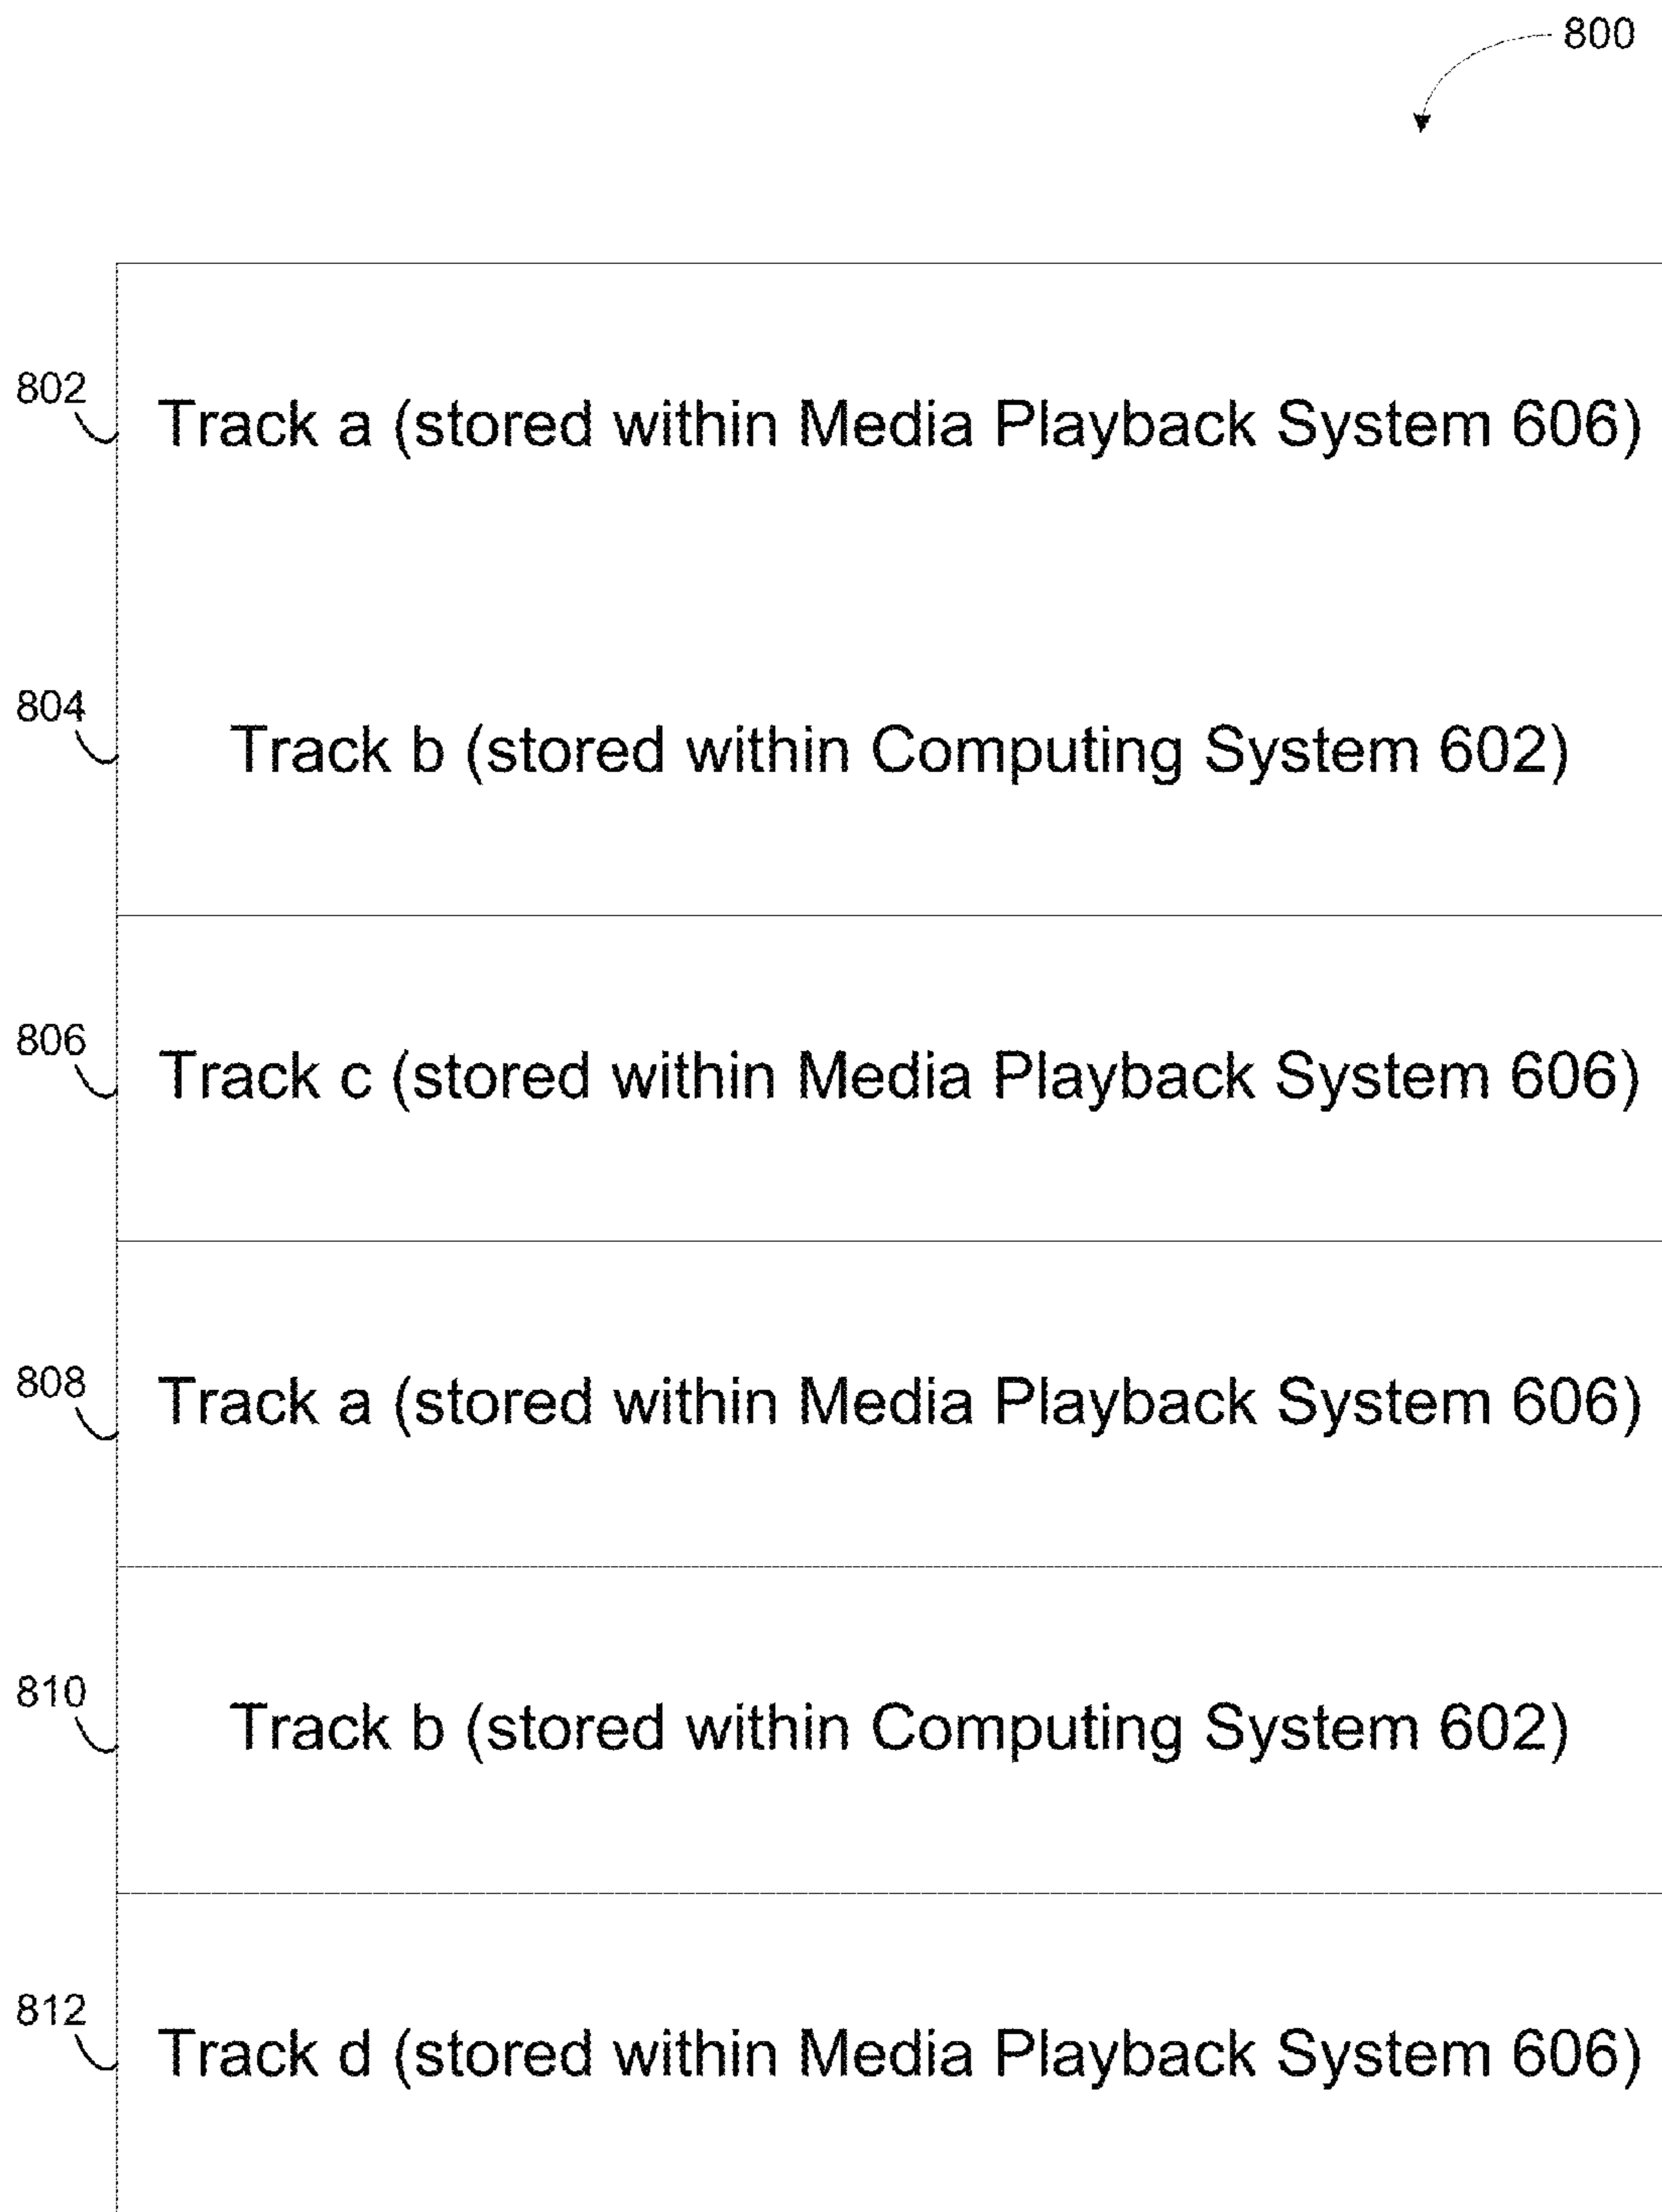 800
802 Track a (stored within Media Playback System 606)
804 Track b (stored within Computing System 602)
806 Track c (stored within Media Playback System 606)
808 Track a (stored within Media Playback System 606)
810 Track b (stored within Computing System 602)
812 Track d (stored within Media Playback System 606)